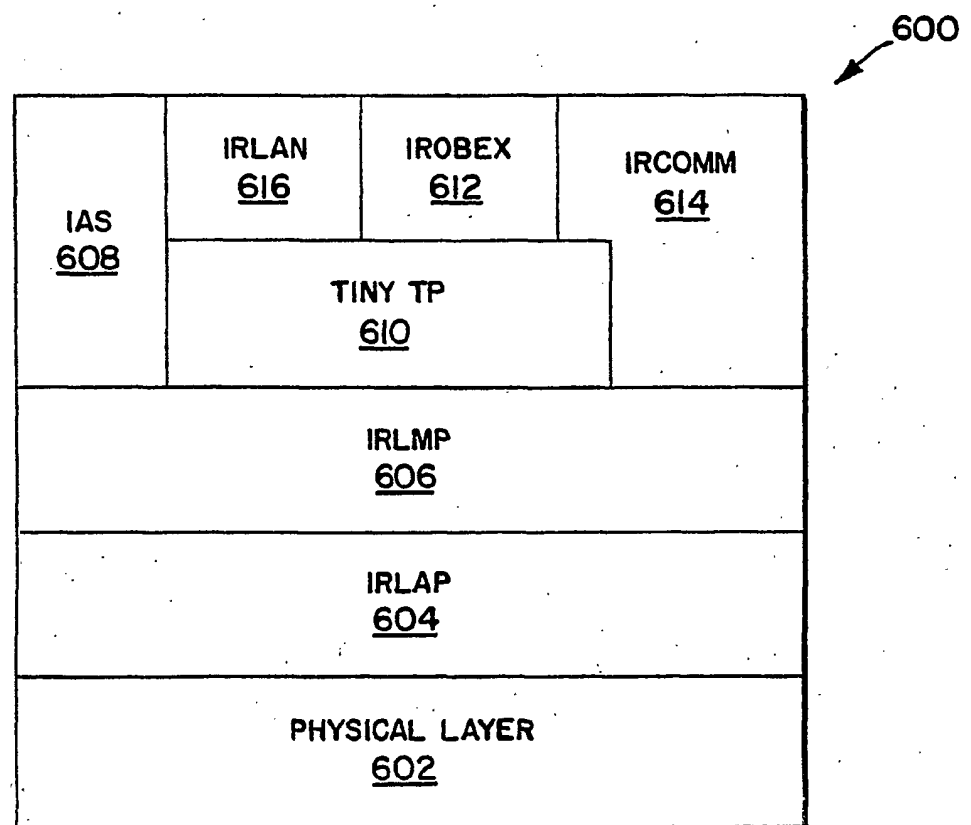 600
IRLAN
616
IROBEX
612
IRCOMM
614
IAS
608
TINY TP
610
IRLMP
606
IRLAP
604
PHYSICAL LAYER
602